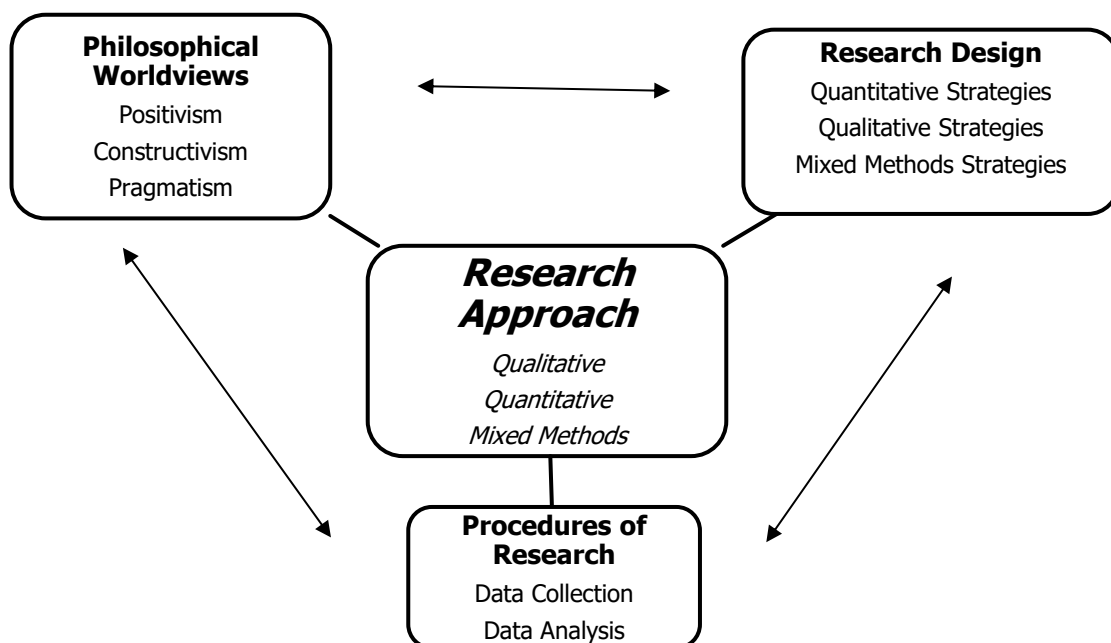 Philosophical
Worldviews
Positivism
Constructivism
Pragmatism
Research Design
Quantitative Strategies
Qualitative Strategies
Mixed Methods Strategies
Research
Approach
Qualitative
Quantitative
Mixed Methods
Procedures of
Research
Data Collection
Data Analysis